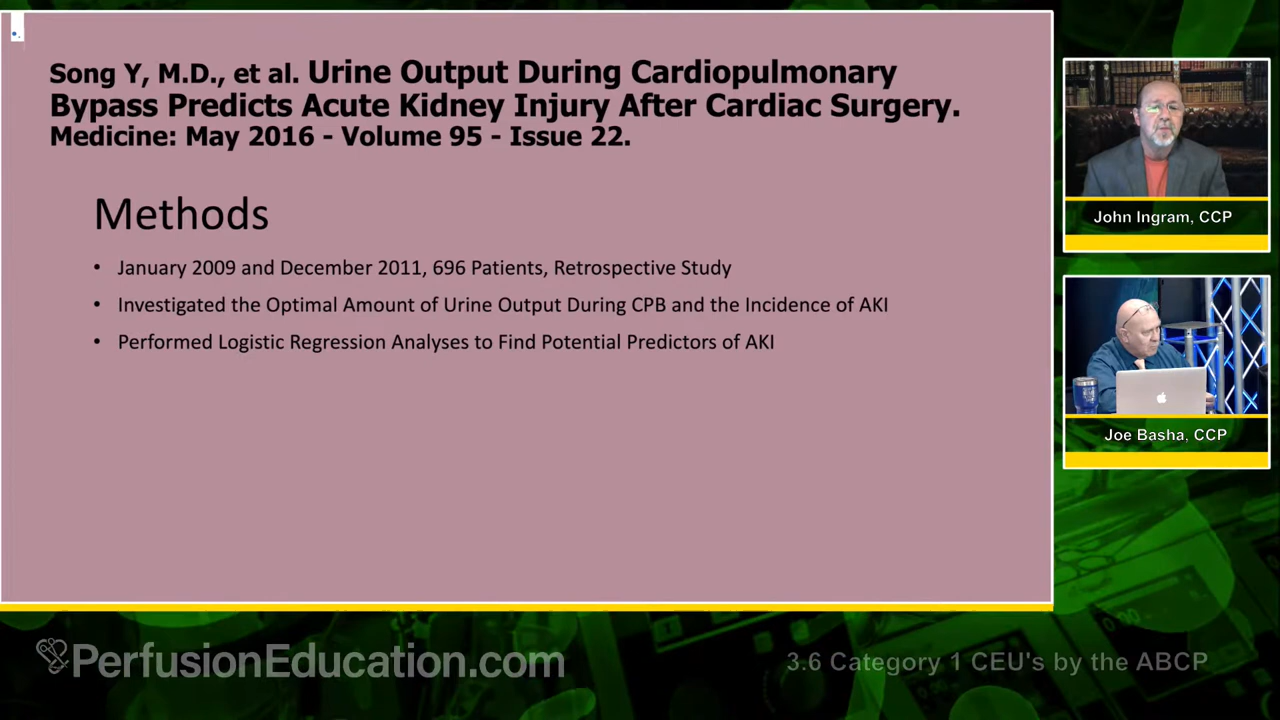 Song Y, M.D., et al. Urine Output During Cardiopulmonary
Bypass Predicts Acute Kidney Injury After Cardiac Surgery.
Medicine: May 2016 - Volume 95 - Issue 22.
Methods
• January 2009 and December 2011, 696 Patients, Retrospective Study
• Investigated the Optimal Amount of Urine Output During CPB and the Incidence of AKI
• Performed Logistic Regression Analyses to Find Potential Predictors of AKI
John Ingram, CCP
Joe Basha, CCP
PerfusionEducation.com
3.6 Category 1 CEU's by the ABCP